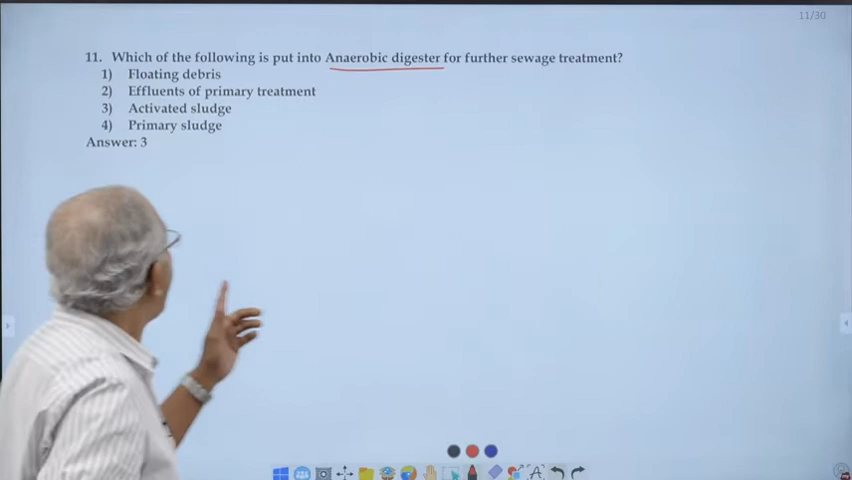 11/30
11. Which of the following is put into Anaerobic digester for further sewage treatment?
1) Floating debris
2) Effluents of primary treatment
3) Activated sludge
4) Primary sludge
Answer: 3